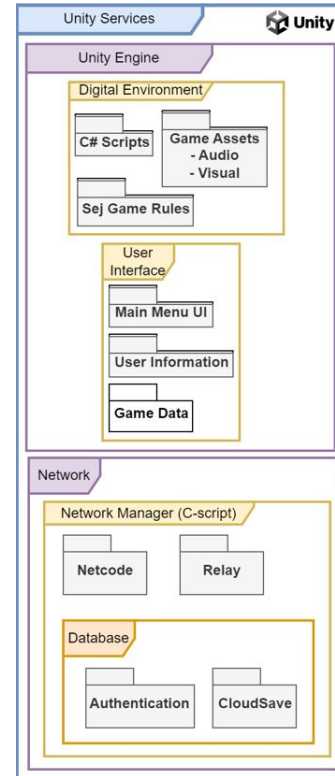 Unity Services
Unity
Unity Engine
Digital Environment
C# Scripts
Game Assets
- Audio
- Visual
Sej Game Rules
User
Interface
Main Menu UI
User Information
Game Data
Network
Network Manager (C-script)
Netcode
Relay
Database
Authentication
CloudSave